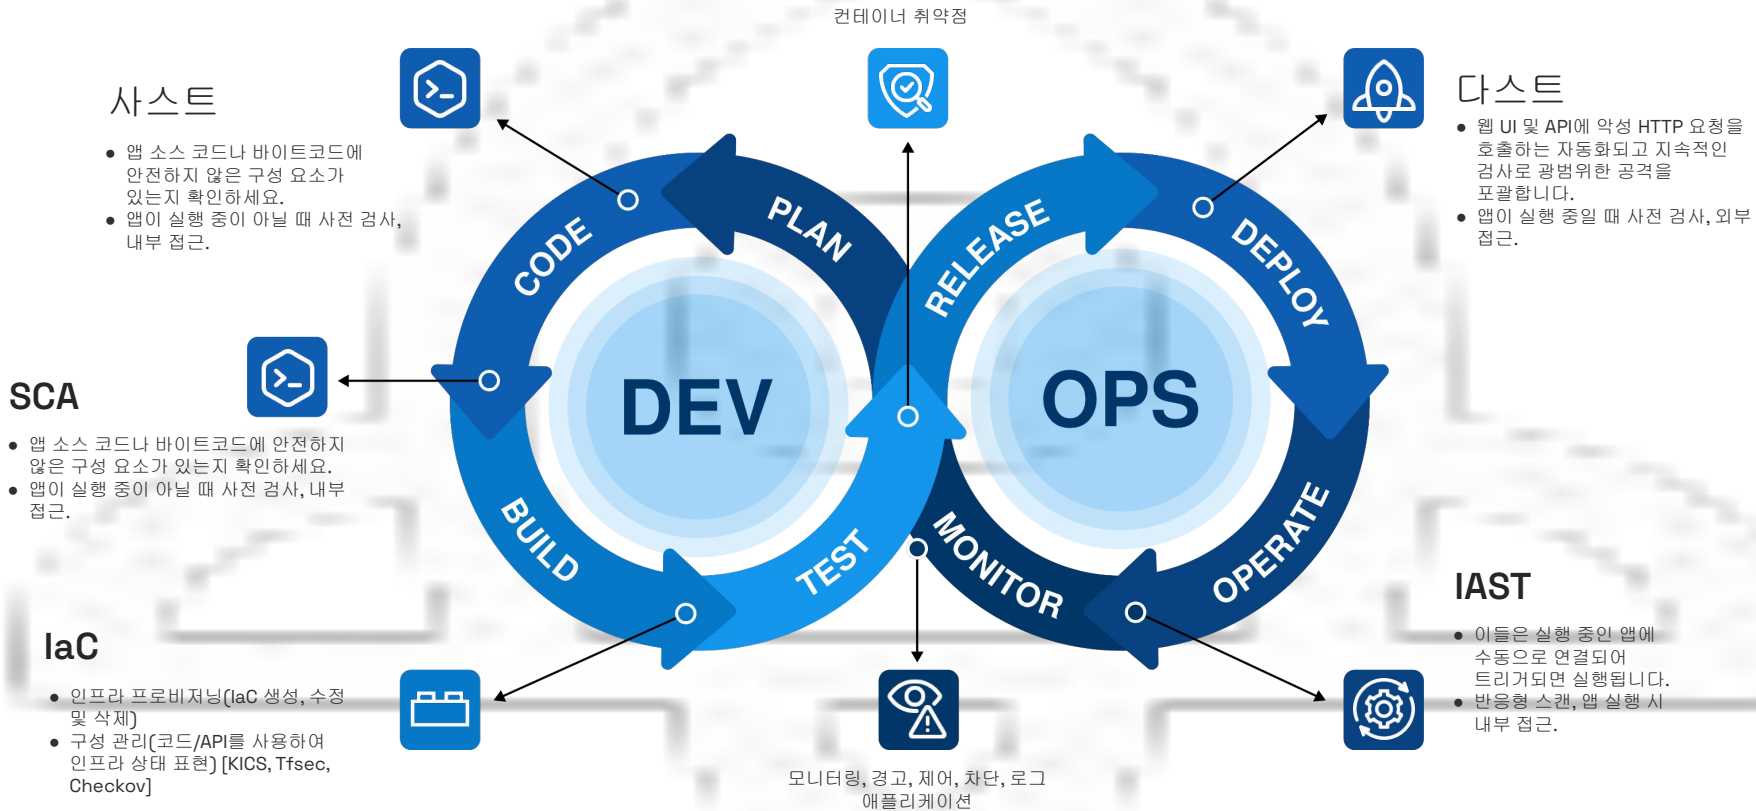 컨테이너 취약점
사스트
● 앱 소스 코드나 바이트코드에
안전하지 않은 구성 요소가
있는지 확인하세요.
● 앱이 실행 중이 아닐 때 사전 검사,
내부 접근.
다스트
● 웹 UI 및 API에 악성 HTTP 요청을
호출하는 자동화되고 지속적인
검사로 광범위한 공격을
포괄합니다.
● 앱이 실행 중일 때 사전 검사, 외부
접근.
PLAN
CODE
RELEASE
DEPLOY
DEV
OPS
SCA
● 앱 소스 코드나 바이트코드에 안전하지
않은 구성 요소가 있는지 확인하세요.
● 앱이 실행 중이 아닐 때 사전 검사, 내부
접근.
BUILD
TEST
MONITOR
OPERATE
IaC
● 인프라 프로비저닝(IaC 생성, 수정
및 삭제)
● 구성 관리(코드/API를 사용하여
인프라 상태 표현) [KICS, Tfsec,
Checkov]
IAST
● 이들은 실행 중인 앱에
수동으로 연결되어
트리거되면 실행됩니다.
● 반응형 스캔, 앱 실행 시
내부 접근.
모니터링, 경고, 제어, 차단, 로그
애플리케이션